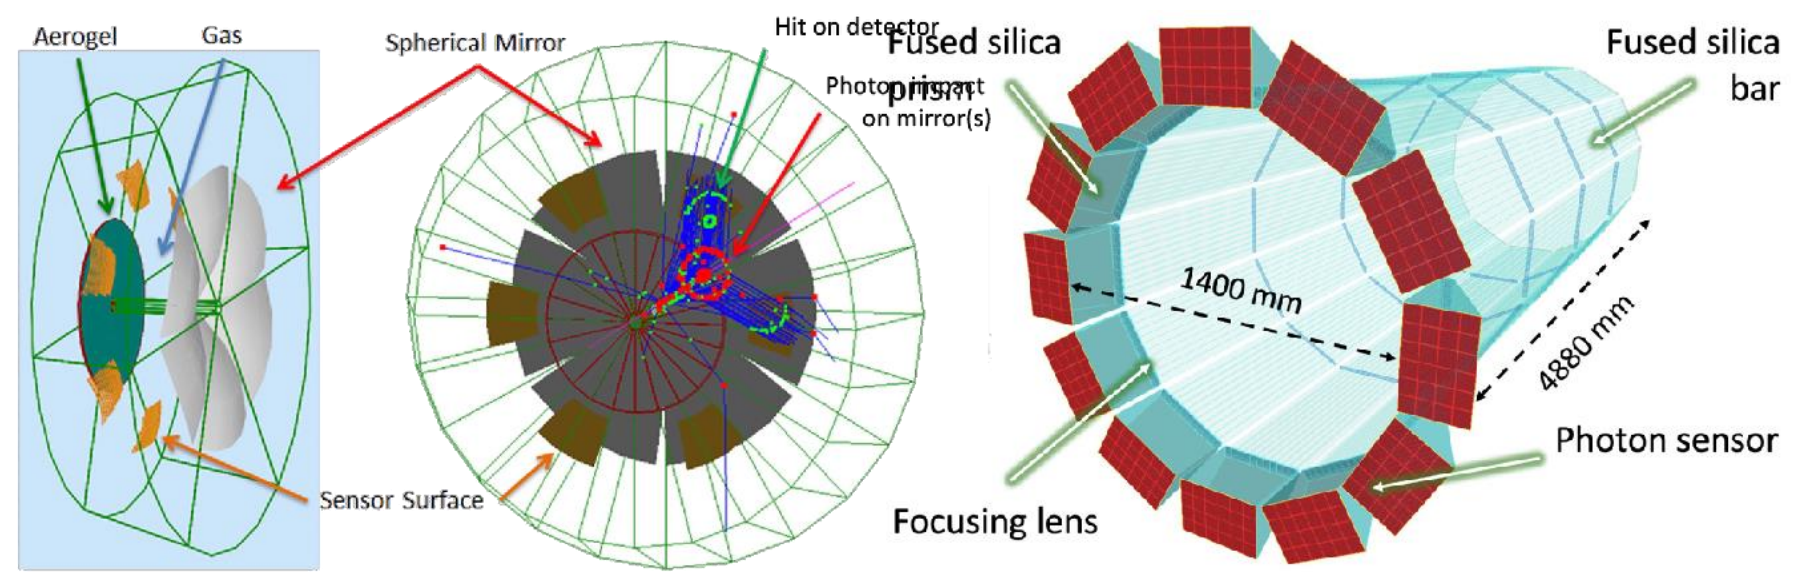 Aerogel
Gas
Spherical Mirror
Sensor Surface
Hit on detector
Photon impact
on mirror(s)
Fused silica
prism
Fused silica
bar
1400 mm
4880 mm
Focusing lens
Photon sensor